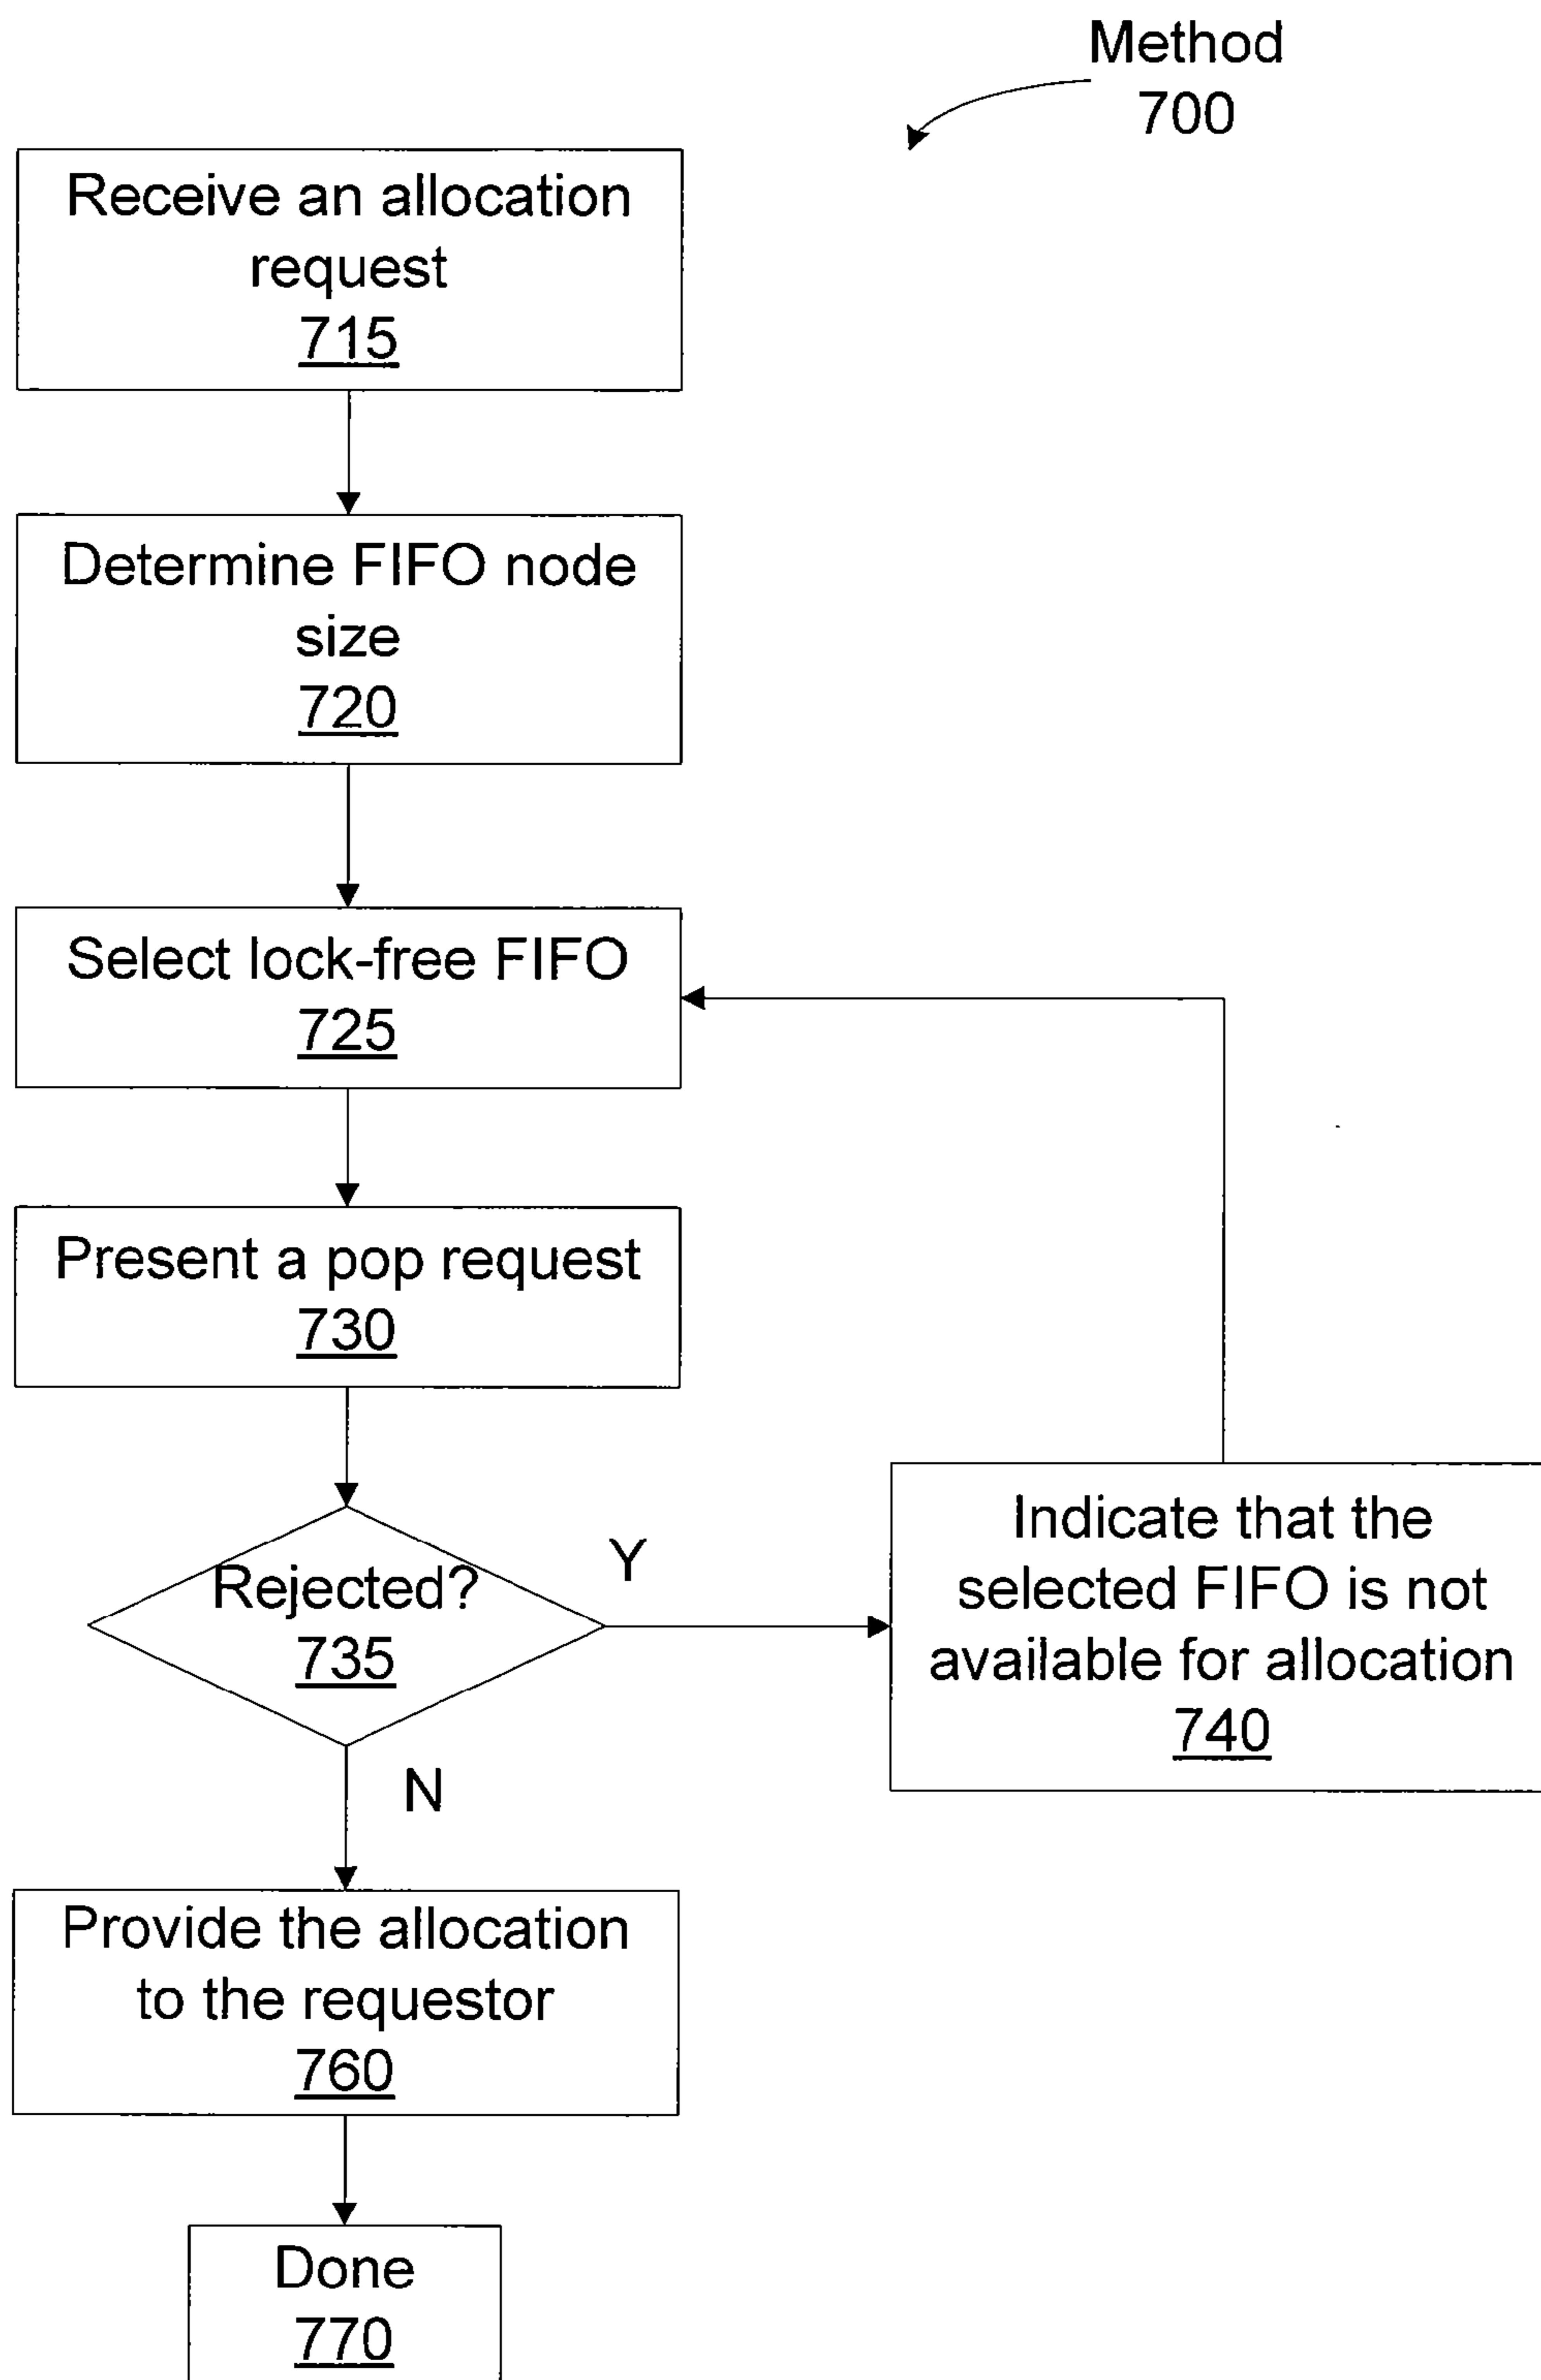 Method
700
Receive an allocation
request
715
Determine FIFO node
size
720
Select lock-free FIFO
725
Present a pop request
730
Rejected?
735
Y
Indicate that the
selected FIFO is not
available for allocation
740
N
Provide the allocation
to the requestor
760
Done
770